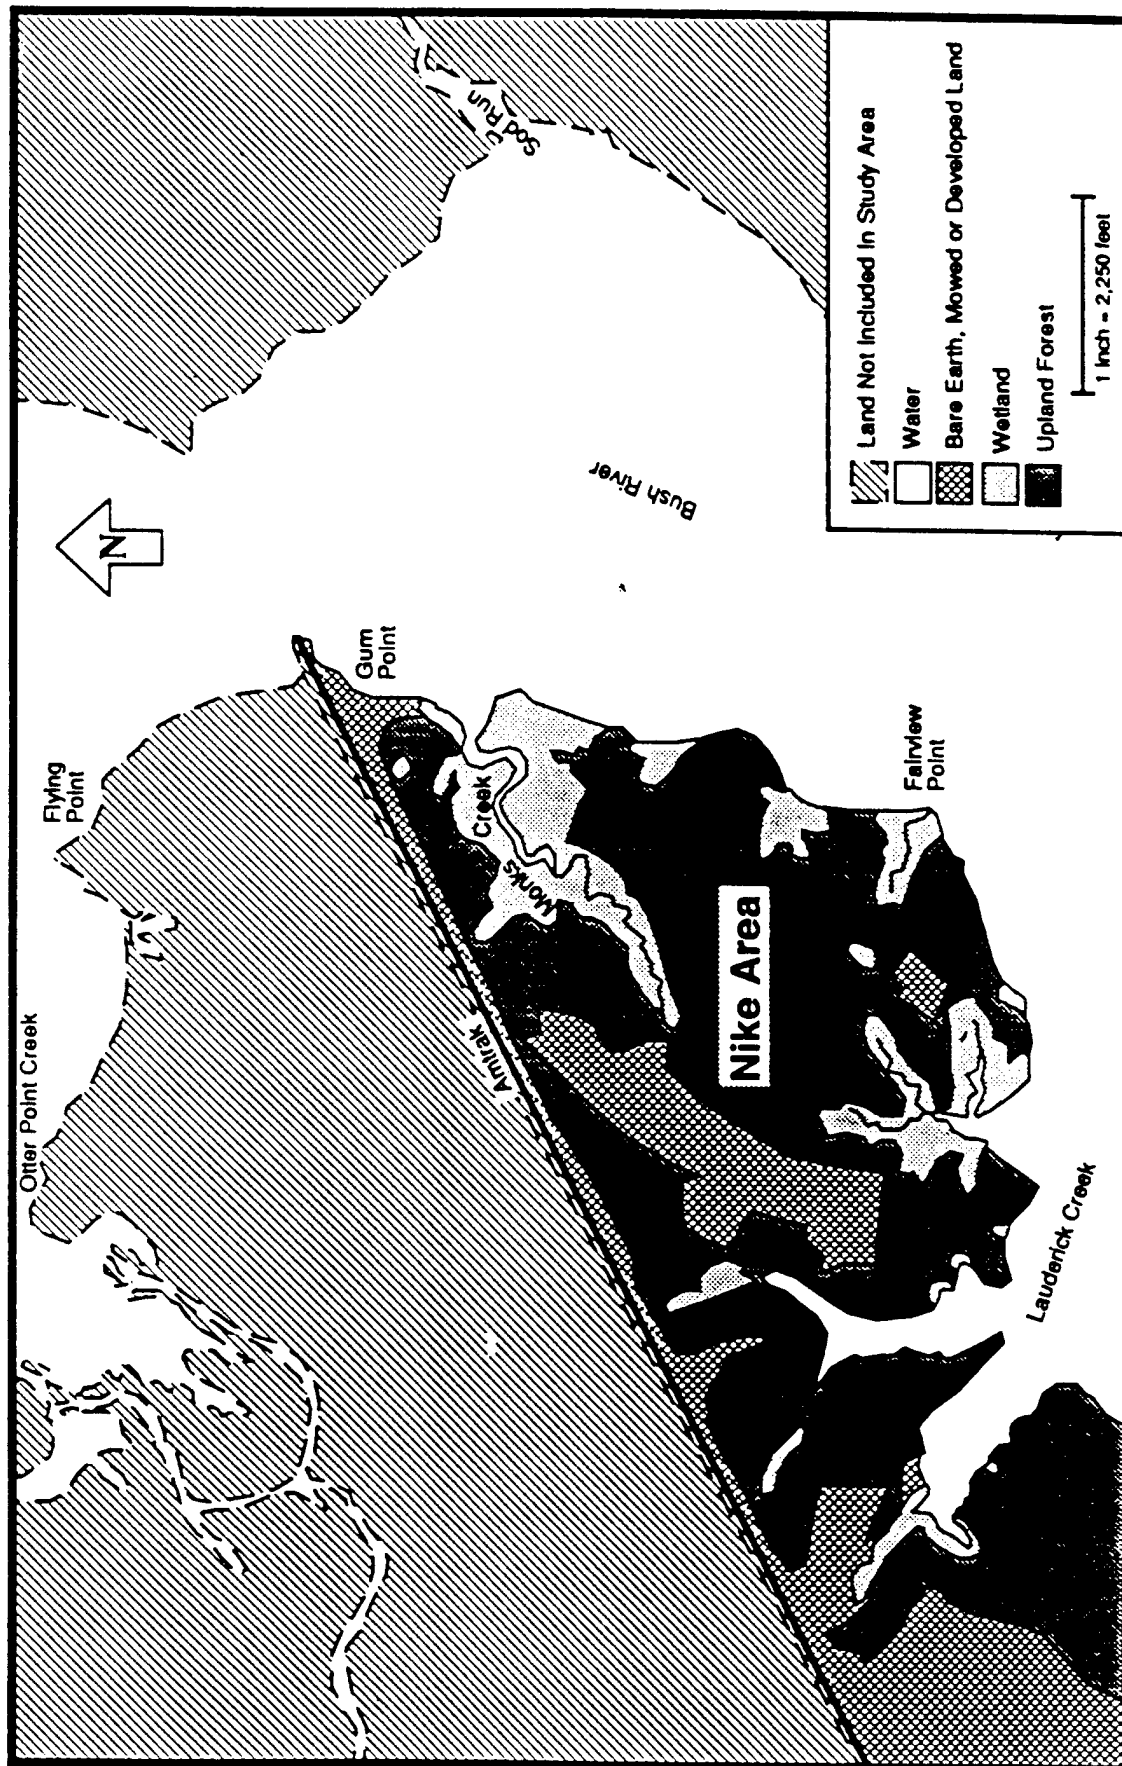 Otter Point Creek
Flying
Point
N
Sod Run
Gum
Point
Bush River
Amtrak
Monks
Creek
Nike Area
Fairview
Point
Lauderick Creek
Land Not Included In Study Area
Water
Bare Earth, Mowed or Developed Land
Wetland
Upland Forest
1 Inch = 2,250 feet